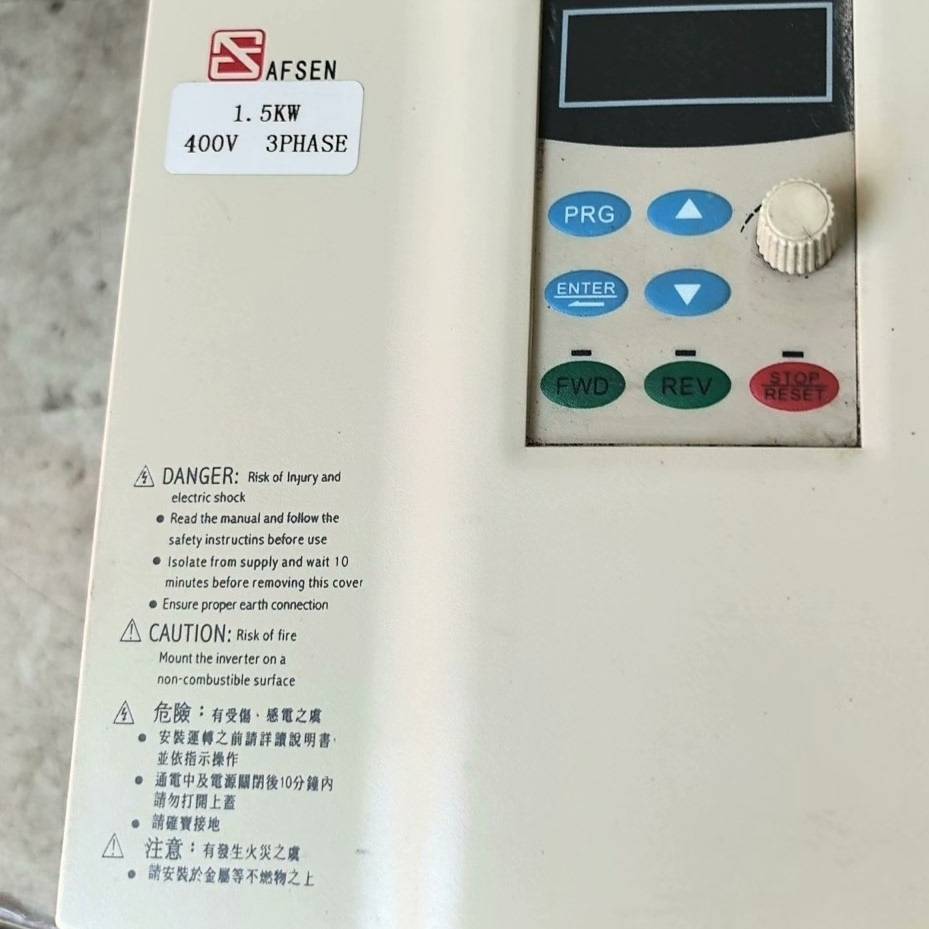 AFSEN
1.5KW
400V 3PHASE
PRG
ENTER
FWD
REV
STOP
RESET
DANGER: Risk of Injury and
electric shock
● Read the manual and follow the
safety instructins before use
● Isolate from supply and wait 10
minutes before removing this cover
● Ensure proper earth connection
CAUTION: Risk of fire
Mount the inverter on a
non-combustible surface
危險：有受傷、感電之虞
● 安裝運轉之前請詳讀說明書，
並依指示操作
● 通電中及電源關閉後10分鐘內
請勿打開上蓋
● 請確實接地
注意：有發生火災之虞
● 請安裝於金屬等不燃物之上